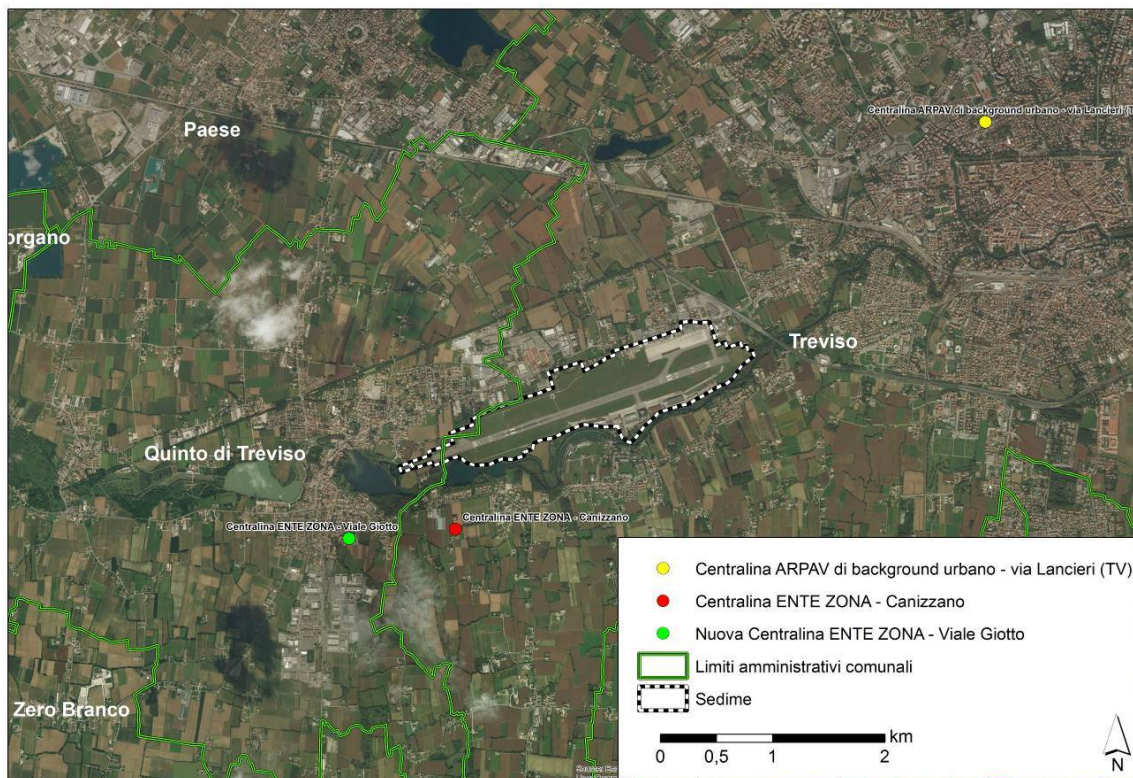 Centralina ARPAV di background urbano - via Lancieri (T
Paese
organo
Treviso
Quinto di Treviso
Centralina ENTE ZONA - Canizzano
Centralina ENTE ZONA - Viale Giotto
Zero Branco
Centralina ARPAV di background urbano - via Lancieri (TV)
Centralina ENTE ZONA - Canizzano
Nuova Centralina ENTE ZONA - Viale Giotto
Limiti amministrativi comunali
Sedime
km
0 0,5 1 2
N